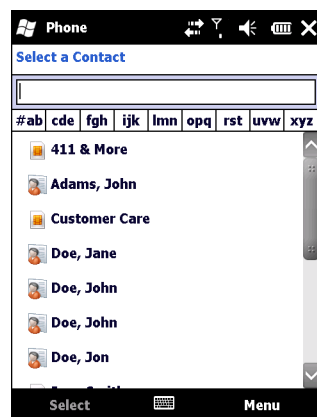 Phone
Select a Contact
#ab cde fgh ijk lmn opq rst uvw xyz
411 & More
Adams, John
Customer Care
Doe, Jane
Doe, John
Doe, John
Doe, Jon
Select Menu